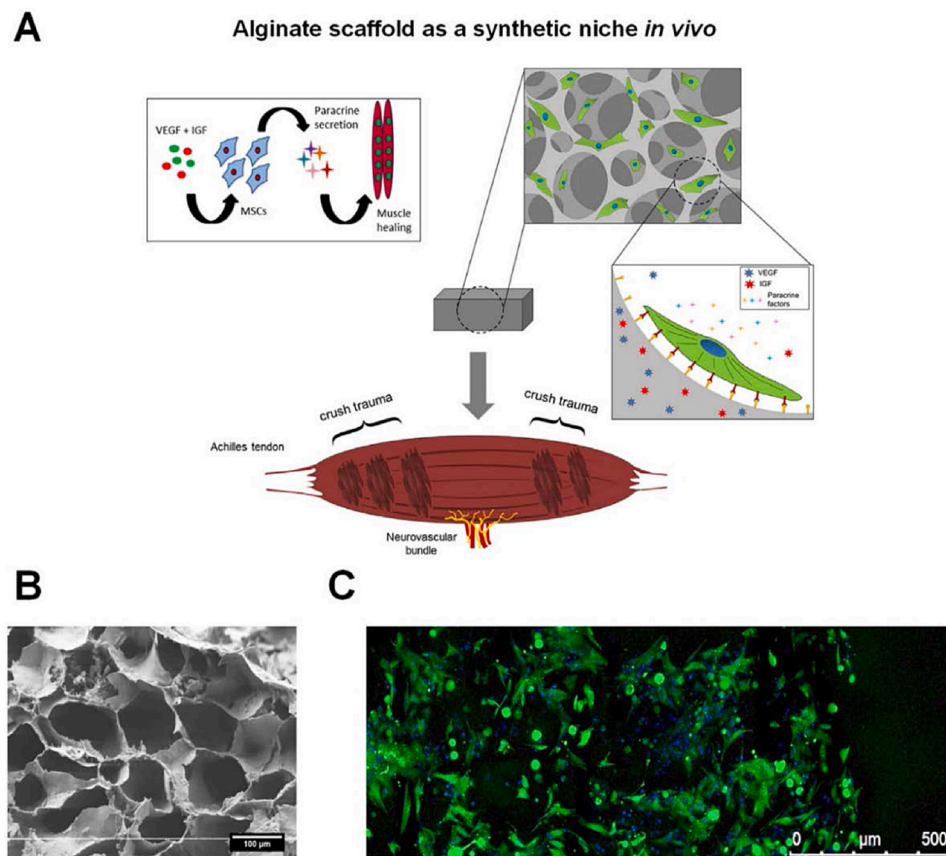 A
Alginate scaffold as a synthetic niche in vivo
VEGF + IGF
MSCs
Paracrine
secretion
Muscle
healing
VEGF
IGF
Paracrine
factors
crush trauma
crush trauma
Achilles tendon
Neurovascular
bundle
B
100 µm
C
0 µm 500